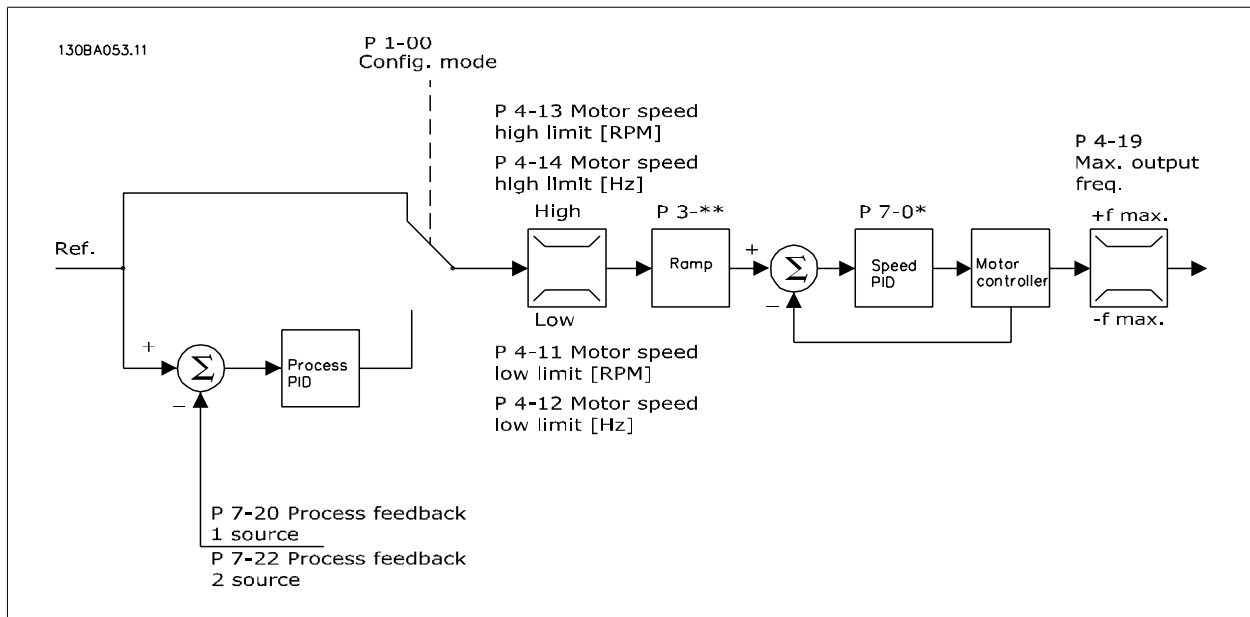 130BA053.11
P 1-00
Config. mode
P 4-13 Motor speed
high limit [RPM]
P 4-14 Motor speed
high limit [Hz]
P 4-19
Max. output
freq.
High
P 3-**
P 7-0*
+f max.
Ref.
Ramp
+
Σ
Speed
PID
Motor
controller
–
Low
-f max.
+
Σ
Process
PID
–
P 4-11 Motor speed
low limit [RPM]
P 4-12 Motor speed
low limit [Hz]
P 7-20 Process feedback
1 source
P 7-22 Process feedback
2 source